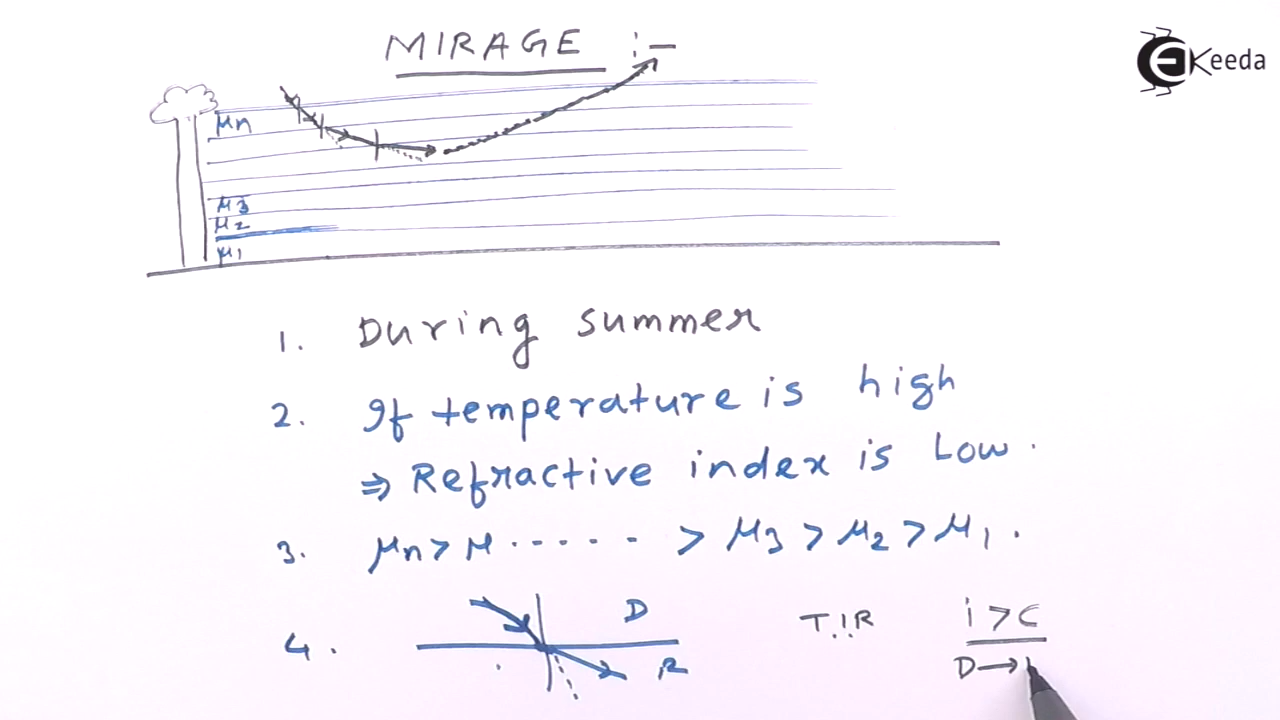 MIRAGE :-
EKeeda
μn
μ3
μ2
μ1
1. During summer
2. If temperature is high
⇒ Refractive index is Low.
3. μn > μ ..... > μ3 > μ2 > μ1.
4. D
R
T.I.R
i > C
D→